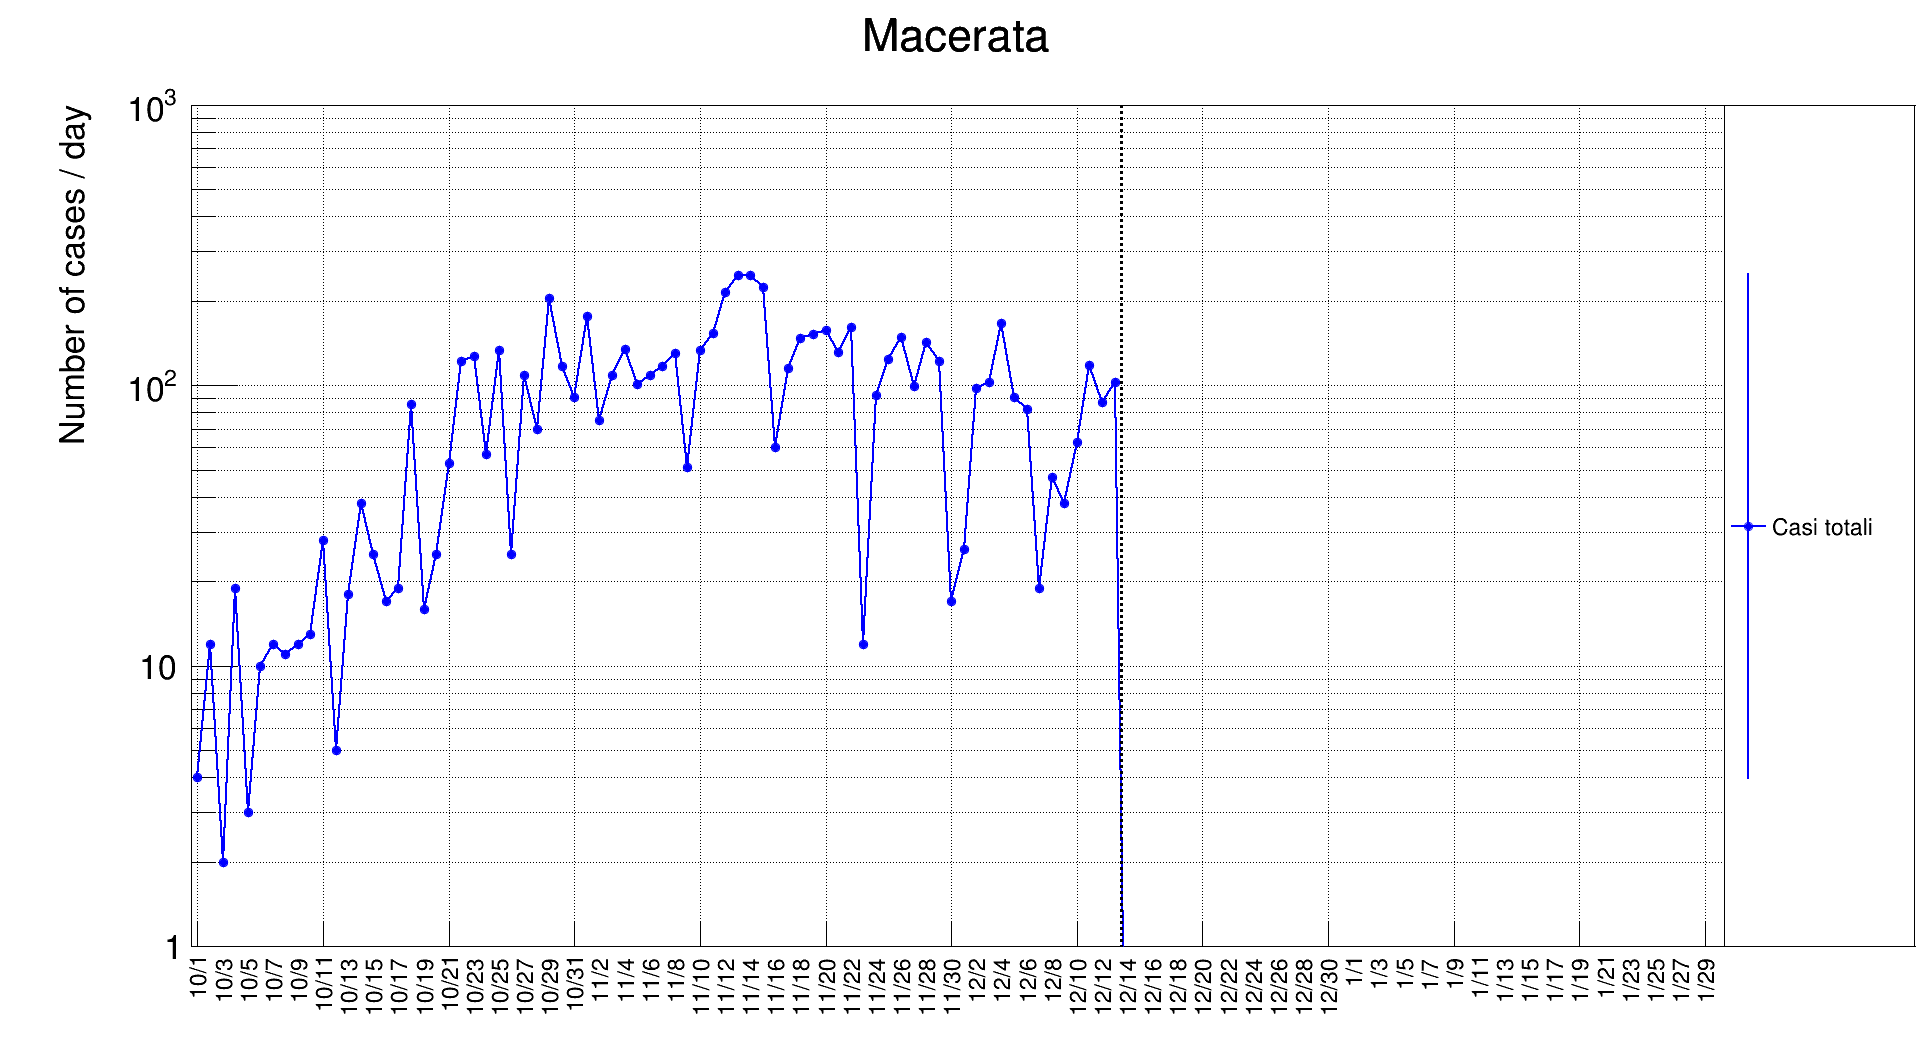 Macerata
Number of cases / day
10³
10²
10
1
10/1 10/3 10/5 10/7 10/9 10/11 10/13 10/15 10/17 10/19 10/21 10/23 10/25 10/27 10/29 10/31 11/2 11/4 11/6 11/8 11/10 11/12 11/14 11/16 11/18 11/20 11/22 11/24 11/26 11/28 11/30 12/2 12/4 12/6 12/8 12/10 12/12 12/14 12/16 12/18 12/20 12/22 12/24 12/26 12/28 12/30 1/1 1/3 1/5 1/7 1/9 1/11 1/13 1/15 1/17 1/19 1/21 1/23 1/25 1/27 1/29
Casi totali